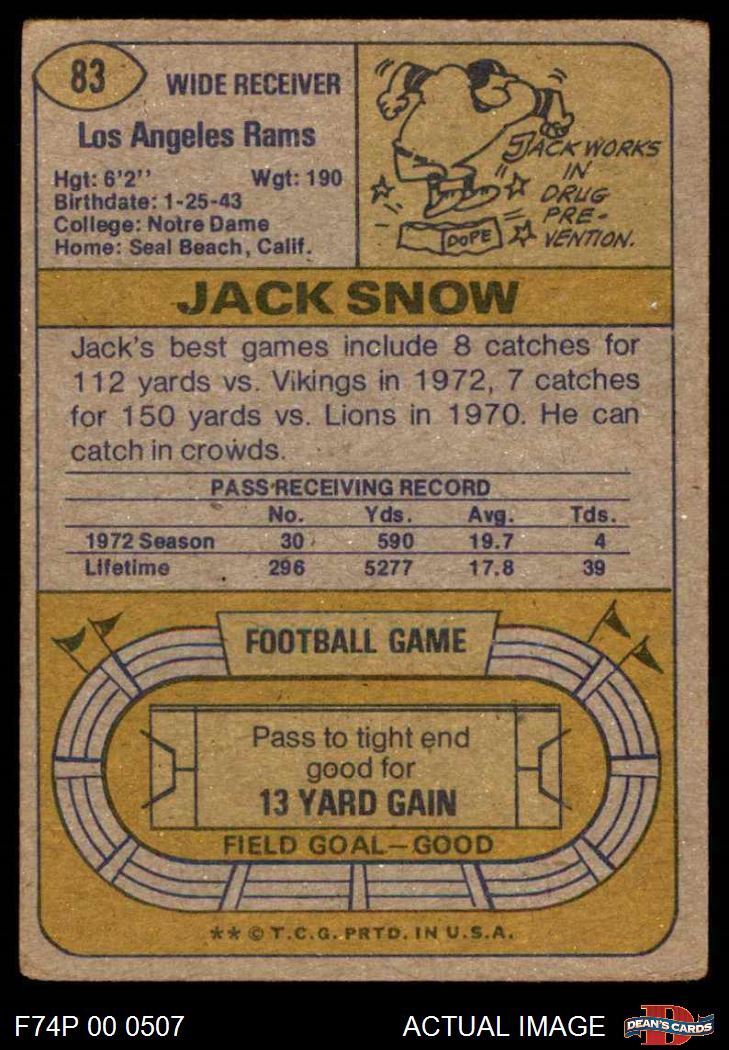 83
WIDE RECEIVER
Los Angeles Rams
Hgt: 6'2'' Wgt: 190
Birthdate: 1-25-43
College: Notre Dame
Home: Seal Beach, Calif.
JACK WORKS
IN
DRUG
PRE-
VENTION.
DOPE
JACK SNOW
Jack's best games include 8 catches for
112 yards vs. Vikings in 1972, 7 catches
for 150 yards vs. Lions in 1970. He can
catch in crowds.
PASS RECEIVING RECORD
No. Yds. Avg. Tds.
1972 Season 30 590 19.7 4
Lifetime 296 5277 17.8 39
FOOTBALL GAME
Pass to tight end
good for
13 YARD GAIN
FIELD GOAL—GOOD
** © T.C.G. PRTD. IN U.S.A.
F74P 00 0507 ACTUAL IMAGE
D
DEAN'S CARDS